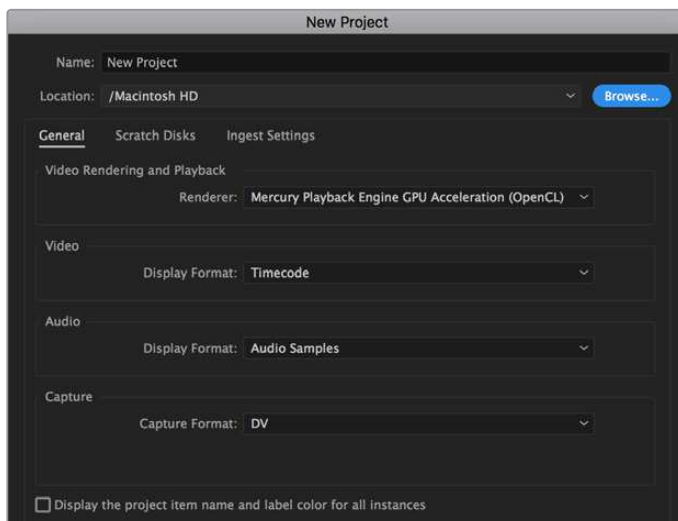 New Project
Name: New Project
Location: /Macintosh HD Browse...
General Scratch Disks Ingest Settings
Video Rendering and Playback
Renderer: Mercury Playback Engine GPU Acceleration (OpenCL)
Video
Display Format: Timecode
Audio
Display Format: Audio Samples
Capture
Capture Format: DV
Display the project item name and label color for all instances